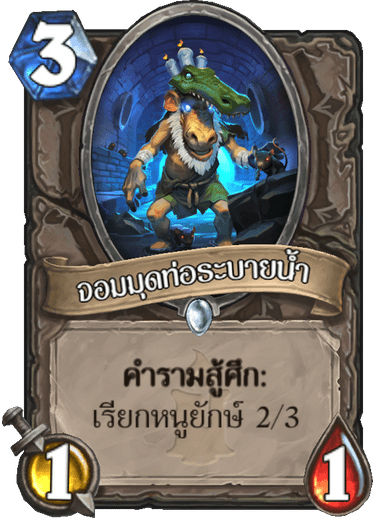 3
จอมมุดท่อระบายน้ำ
คำรามสู้ศึก:
เรียกหนูยักษ์ 2/3
1
1